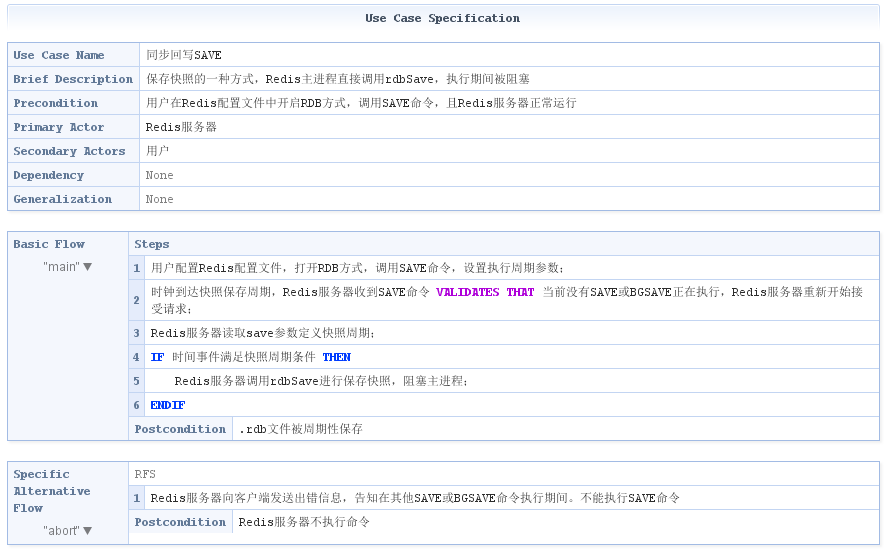 Use Case Specification
Use Case Name 同步回写SAVE
Brief Description 保存快照的一种方式，Redis主进程直接调用rdbSave，执行期间被阻塞
Precondition 用户在Redis配置文件中开启RDB方式，调用SAVE命令，且Redis服务器正常运行
Primary Actor Redis服务器
Secondary Actors 用户
Dependency None
Generalization None
Basic Flow Steps
"main" ▼
1 用户配置Redis配置文件，打开RDB方式，调用SAVE命令，设置执行周期参数；
2 时钟到达快照保存周期，Redis服务器收到SAVE命令 VALIDATES THAT 当前没有SAVE或BGSAVE正在执行，Redis服务器重新开始接
受请求；
3 Redis服务器读取save参数定义快照周期；
4 IF 时间事件满足快照周期条件 THEN
5 Redis服务器调用rdbSave进行保存快照，阻塞主进程；
6 ENDIF
Postcondition .rdb文件被周期性保存
Specific
Alternative
Flow
"abort" ▼
RFS
1 Redis服务器向客户端发送出错信息，告知在其他SAVE或BGSAVE命令执行期间。不能执行SAVE命令
Postcondition Redis服务器不执行命令